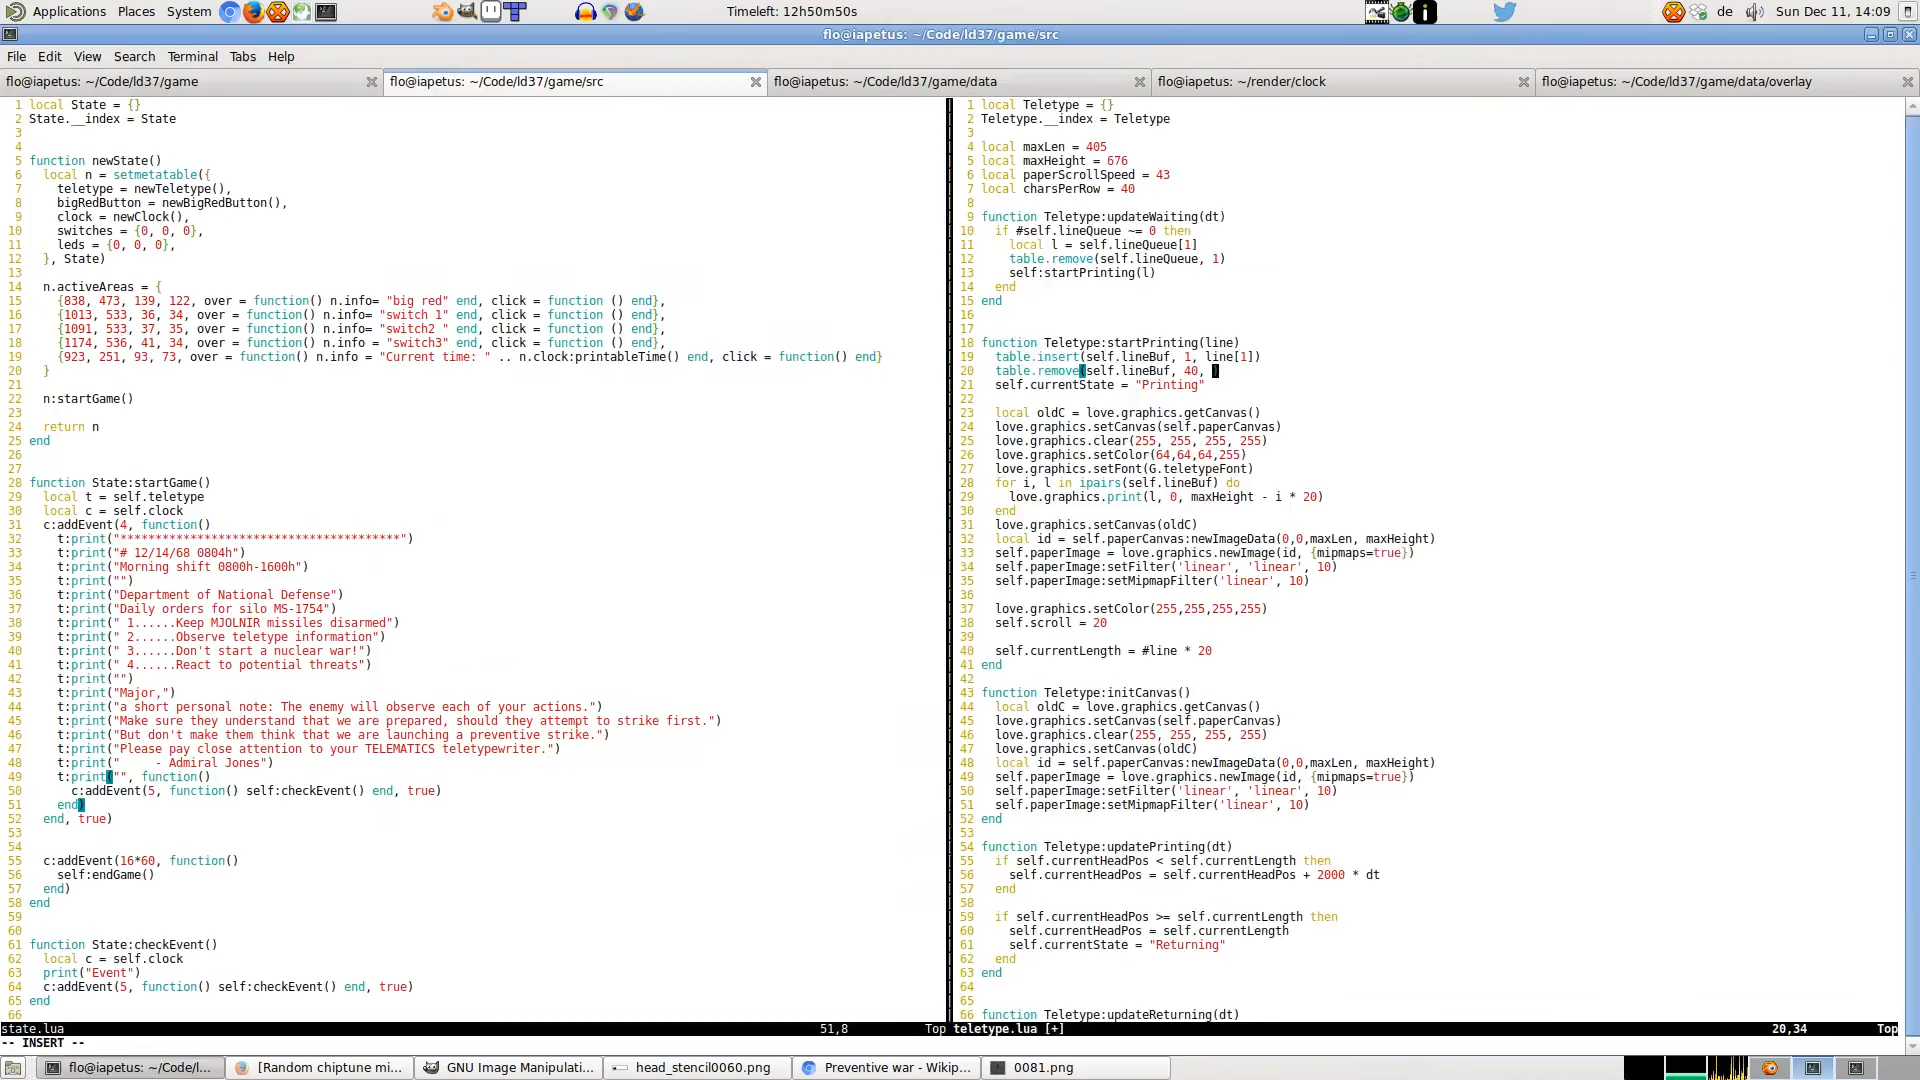 Applications Places System Timeleft: 12h50m50s de Sun Dec 11, 14:09
flo@iapetus: ~/Code/ld37/game/src
File Edit View Search Terminal Tabs Help
flo@iapetus: ~/Code/ld37/game flo@iapetus: ~/Code/ld37/game/src flo@iapetus: ~/Code/ld37/game/data flo@iapetus: ~/render/clock flo@iapetus: ~/Code/ld37/game/data/overlay
1 local State = {}
2 State.__index = State
3
4
5 function newState()
6   local n = setmetatable({
7     teletype = newTeletype(),
8     bigRedButton = newBigRedButton(),
9     clock = newClock(),
10     switches = {0, 0, 0},
11     leds = {0, 0, 0},
12   }, State)
13
14   n.activeAreas = {
15     {838, 473, 139, 122, over = function() n.info= "big red" end, click = function () end},
16     {1013, 533, 36, 34, over = function() n.info= "switch 1" end, click = function () end},
17     {1091, 533, 37, 35, over = function() n.info= "switch2 " end, click = function () end},
18     {1174, 536, 41, 34, over = function() n.info= "switch3" end, click = function () end},
19     {923, 251, 93, 73, over = function() n.info = "Current time: " .. n.clock:printableTime() end, click = function() end}
20   }
21
22   n:startGame()
23
24   return n
25 end
26
27
28 function State:startGame()
29   local t = self.teletype
30   local c = self.clock
31   c:addEvent(4, function()
32     t:print("****************************************")
33     t:print("# 12/14/68 0804h")
34     t:print("Morning shift 0800h-1600h")
35     t:print("")
36     t:print("Department of National Defense")
37     t:print("Daily orders for silo MS-1754")
38     t:print(" 1......Keep MJOLNIR missiles disarmed")
39     t:print(" 2......Observe teletype information")
40     t:print(" 3......Don't start a nuclear war!")
41     t:print(" 4......React to potential threats")
42     t:print("")
43     t:print("Major,")
44     t:print("a short personal note: The enemy will observe each of your actions.")
45     t:print("Make sure they understand that we are prepared, should they attempt to strike first.")
46     t:print("But don't make them think that we are launching a preventive strike.")
47     t:print("Please pay close attention to your TELEMATICS teletypewriter.")
48     t:print("     - Admiral Jones")
49     t:print("", function()
50       c:addEvent(5, function() self:checkEvent() end, true)
51     end)
52   end, true)
53
54
55   c:addEvent(16*60, function()
56     self:endGame()
57   end)
58 end
59
60
61 function State:checkEvent()
62   local c = self.clock
63   print("Event")
64   c:addEvent(5, function() self:checkEvent() end, true)
65 end
66
state.lua 51,8 Top
-- INSERT --
1 local Teletype = {}
2 Teletype.__index = Teletype
3
4 local maxLen = 405
5 local maxHeight = 676
6 local paperScrollSpeed = 43
7 local charsPerRow = 40
8
9 function Teletype:updateWaiting(dt)
10   if #self.lineQueue ~= 0 then
11     local l = self.lineQueue[1]
12     table.remove(self.lineQueue, 1)
13     self:startPrinting(l)
14   end
15 end
16
17
18 function Teletype:startPrinting(line)
19   table.insert(self.lineBuf, 1, line[1])
20   table.remove(self.lineBuf, 40, )
21   self.currentState = "Printing"
22
23   local oldC = love.graphics.getCanvas()
24   love.graphics.setCanvas(self.paperCanvas)
25   love.graphics.clear(255, 255, 255, 255)
26   love.graphics.setColor(64,64,64,255)
27   love.graphics.setFont(G.teletypeFont)
28   for i, l in ipairs(self.lineBuf) do
29     love.graphics.print(l, 0, maxHeight - i * 20)
30   end
31   love.graphics.setCanvas(oldC)
32   local id = self.paperCanvas:newImageData(0,0,maxLen, maxHeight)
33   self.paperImage = love.graphics.newImage(id, {mipmaps=true})
34   self.paperImage:setFilter('linear', 'linear', 10)
35   self.paperImage:setMipmapFilter('linear', 10)
36
37   love.graphics.setColor(255,255,255,255)
38   self.scroll = 20
39
40   self.currentLength = #line * 20
41 end
42
43 function Teletype:initCanvas()
44   local oldC = love.graphics.getCanvas()
45   love.graphics.setCanvas(self.paperCanvas)
46   love.graphics.clear(255, 255, 255, 255)
47   love.graphics.setCanvas(oldC)
48   local id = self.paperCanvas:newImageData(0,0,maxLen, maxHeight)
49   self.paperImage = love.graphics.newImage(id, {mipmaps=true})
50   self.paperImage:setFilter('linear', 'linear', 10)
51   self.paperImage:setMipmapFilter('linear', 10)
52 end
53
54 function Teletype:updatePrinting(dt)
55   if self.currentHeadPos < self.currentLength then
56     self.currentHeadPos = self.currentHeadPos + 2000 * dt
57   end
58
59   if self.currentHeadPos >= self.currentLength then
60     self.currentHeadPos = self.currentLength
61     self.currentState = "Returning"
62   end
63 end
64
65
66 function Teletype:updateReturning(dt)
teletype.lua [+] 20,34 Top
flo@iapetus: ~/Code/l... [Random chiptune mi... GNU Image Manipulati... head_stencil0060.png Preventive war - Wikip... 0081.png